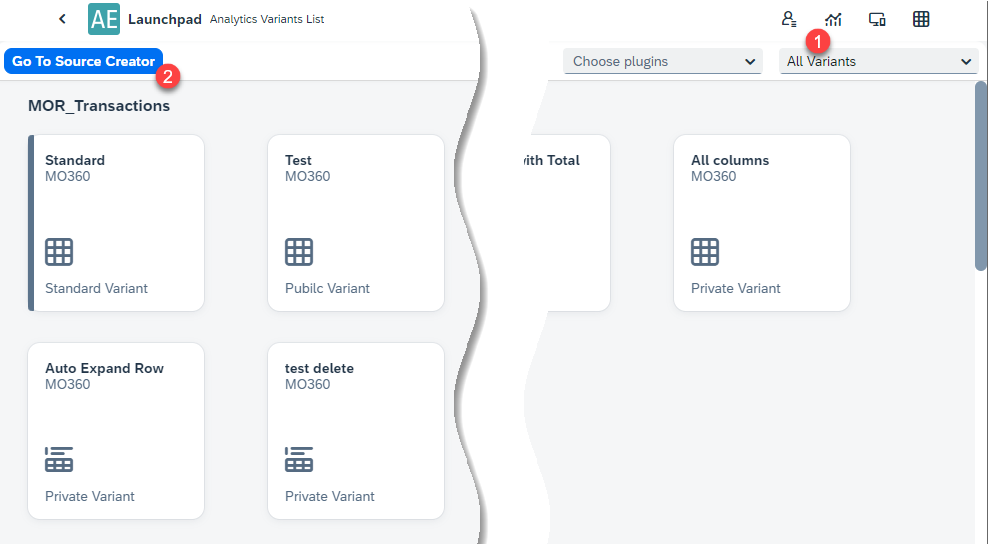 AE Launchpad Analytics Variants List
1
Go To Source Creator
2
Choose plugins
All Variants
MOR_Transactions
Standard
MO360
Standard Variant
Test
MO360
Pubilc Variant
with Total
All columns
MO360
Private Variant
Auto Expand Row
MO360
Private Variant
test delete
MO360
Private Variant